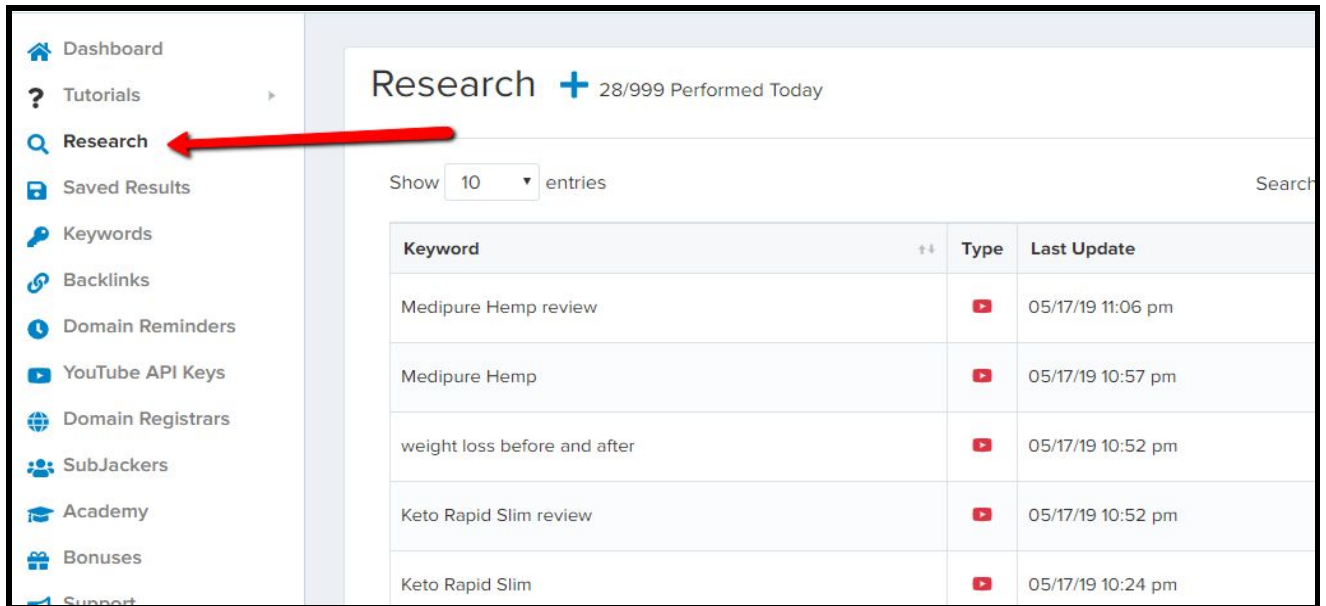 Dashboard
Tutorials
Research
Saved Results
Keywords
Backlinks
Domain Reminders
YouTube API Keys
Domain Registrars
SubJackers
Academy
Bonuses
Support
Research + 28/999 Performed Today
Show 10 entries Search
Keyword Type Last Update
Medipure Hemp review 05/17/19 11:06 pm
Medipure Hemp 05/17/19 10:57 pm
weight loss before and after 05/17/19 10:52 pm
Keto Rapid Slim review 05/17/19 10:52 pm
Keto Rapid Slim 05/17/19 10:24 pm